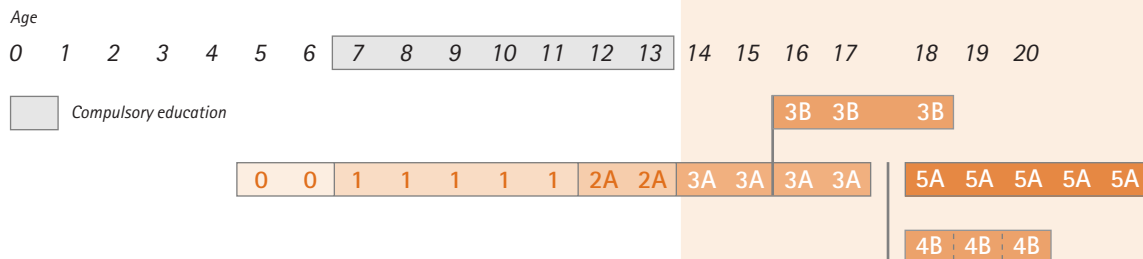 Age
0 1 2 3 4 5 6 7 8 9 10 11 12 13 14 15 16 17 18 19 20
Compulsory education
3B 3B 3B
0 0 1 1 1 1 1 2A 2A 3A 3A 3A 3A 5A 5A 5A 5A 5A
4B 4B 4B